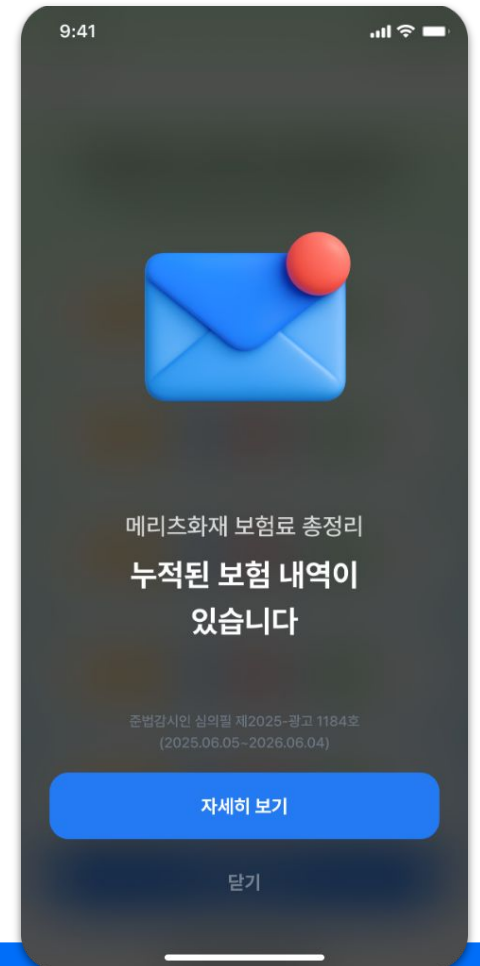 9:41
메리츠화재 보험료 총정리
누적된 보험 내역이
있습니다
준법감시인 심의필 제2025-광고 1184호
(2025.06.05~2026.06.04)
자세히 보기
닫기